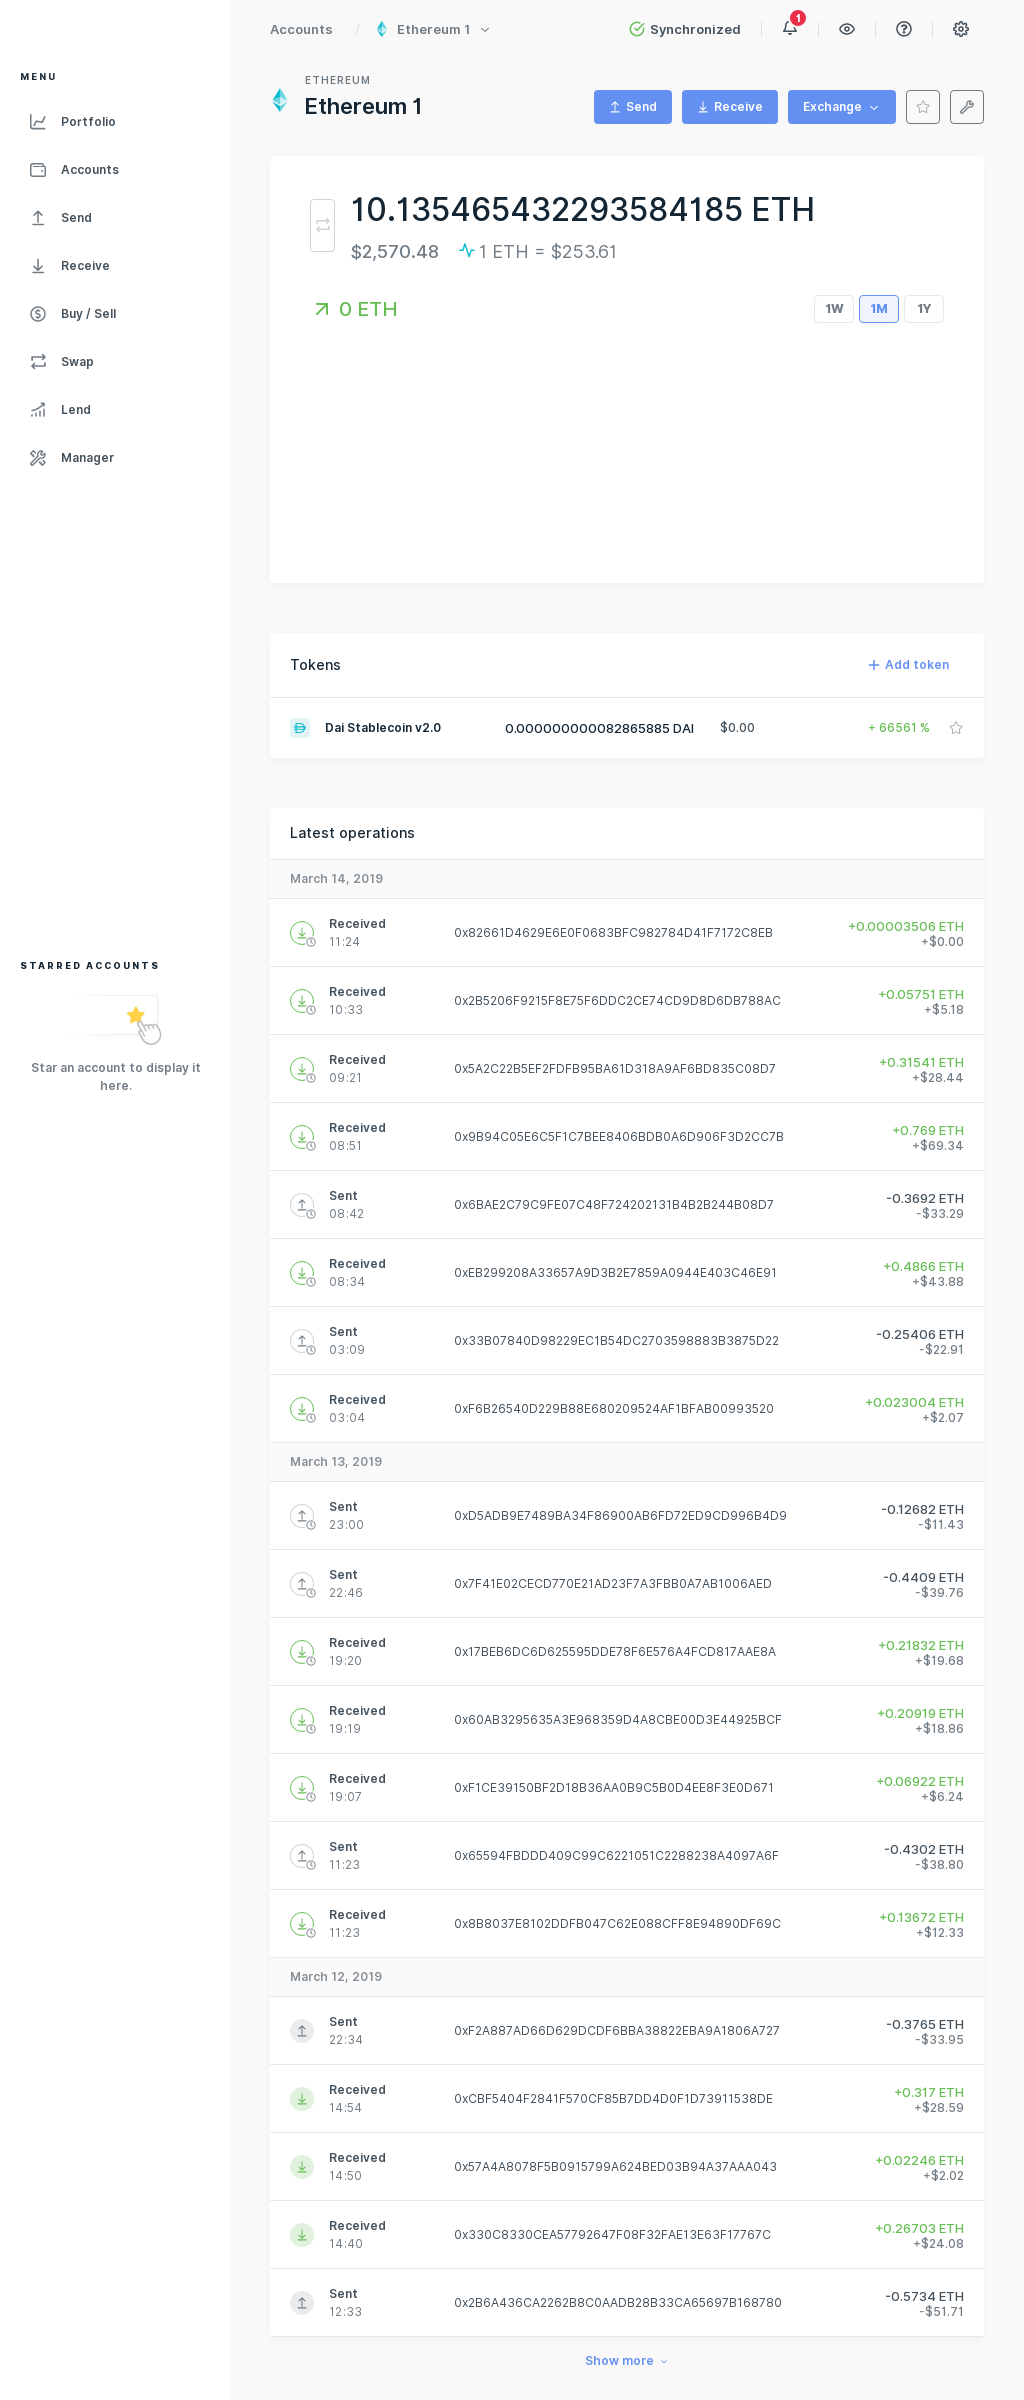 Accounts / Ethereum 1
Synchronized
1
MENU
Portfolio
Accounts
Send
Receive
Buy / Sell
Swap
Lend
Manager
STARRED ACCOUNTS
Star an account to display it
here.
ETHEREUM
Ethereum 1
Send
Receive
Exchange
10.135465432293584185 ETH
$2,570.48 1 ETH = $253.61
0 ETH
1W 1M 1Y
Tokens
Add token
Dai Stablecoin v2.0 0.000000000082865885 DAI $0.00 + 66561 %
Latest operations
March 14, 2019
Received
11:24
0x82661D4629E6E0F0683BFC982784D41F7172C8EB
+0.00003506 ETH
+$0.00
Received
10:33
0x2B5206F9215F8E75F6DDC2CE74CD9D8D6DB788AC
+0.05751 ETH
+$5.18
Received
09:21
0x5A2C22B5EF2FDFB95BA61D318A9AF6BD835C08D7
+0.31541 ETH
+$28.44
Received
08:51
0x9B94C05E6C5F1C7BEE8406BDB0A6D906F3D2CC7B
+0.769 ETH
+$69.34
Sent
08:42
0x6BAE2C79C9FE07C48F724202131B4B2B244B08D7
-0.3692 ETH
-$33.29
Received
08:34
0xEB299208A33657A9D3B2E7859A0944E403C46E91
+0.4866 ETH
+$43.88
Sent
03:09
0x33B07840D98229EC1B54DC2703598883B3875D22
-0.25406 ETH
-$22.91
Received
03:04
0xF6B26540D229B88E680209524AF1BFAB00993520
+0.023004 ETH
+$2.07
March 13, 2019
Sent
23:00
0xD5ADB9E7489BA34F86900AB6FD72ED9CD996B4D9
-0.12682 ETH
-$11.43
Sent
22:46
0x7F41E02CECD770E21AD23F7A3FBB0A7AB1006AED
-0.4409 ETH
-$39.76
Received
19:20
0x17BEB6DC6D625595DDE78F6E576A4FCD817AAE8A
+0.21832 ETH
+$19.68
Received
19:19
0x60AB3295635A3E968359D4A8CBE00D3E44925BCF
+0.20919 ETH
+$18.86
Received
19:07
0xF1CE39150BF2D18B36AA0B9C5B0D4EE8F3E0D671
+0.06922 ETH
+$6.24
Sent
11:23
0x65594FBDDD409C99C6221051C2288238A4097A6F
-0.4302 ETH
-$38.80
Received
11:23
0x8B8037E8102DDFB047C62E088CFF8E94890DF69C
+0.13672 ETH
+$12.33
March 12, 2019
Sent
22:34
0xF2A887AD66D629DCDF6BBA38822EBA9A1806A727
-0.3765 ETH
-$33.95
Received
14:54
0xCBF5404F2841F570CF85B7DD4D0F1D73911538DE
+0.317 ETH
+$28.59
Received
14:50
0x57A4A8078F5B0915799A624BED03B94A37AAA043
+0.02246 ETH
+$2.02
Received
14:40
0x330C8330CEA57792647F08F32FAE13E63F17767C
+0.26703 ETH
+$24.08
Sent
12:33
0x2B6A436CA2262B8C0AADB28B33CA65697B168780
-0.5734 ETH
-$51.71
Show more